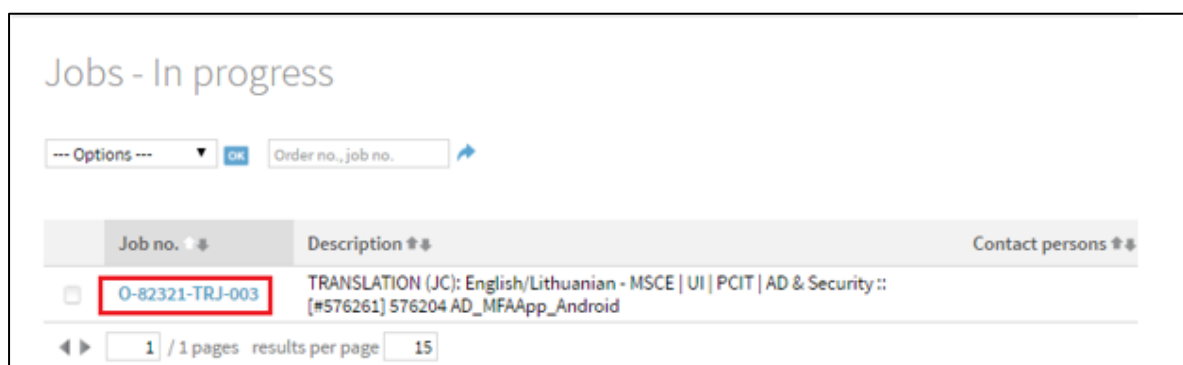 Jobs - In progress
--- Options --- OK Order no., job no.
Job no. Description Contact persons
O-82321-TRJ-003 TRANSLATION (JC): English/Lithuanian - MSCE | UI | PCIT | AD & Security ::
[#576261] 576204 AD_MFAApp_Android
1 / 1 pages results per page 15